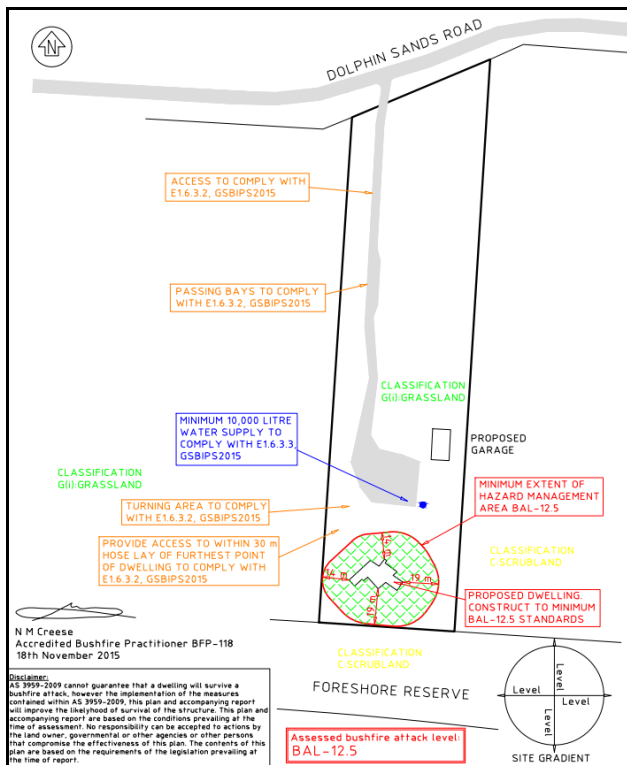 N
DOLPHIN SANDS ROAD
ACCESS TO COMPLY WITH
E1.6.3.2, GSBIPS2015
PASSING BAYS TO COMPLY
WITH E1.6.3.2, GSBIPS2015
CLASSIFICATION
G(i):GRASSLAND
MINIMUM 10,000 LITRE
WATER SUPPLY TO
COMPLY WITH E1.6.3.3,
GSBIPS2015
PROPOSED
GARAGE
CLASSIFICATION
G(i):GRASSLAND
MINIMUM EXTENT OF
HAZARD MANAGEMENT
AREA BAL-12.5
TURNING AREA TO COMPLY
WITH E1.6.3.2, GSBIPS2015
PROVIDE ACCESS TO WITHIN 30 m
HOSE LAY OF FURTHEST POINT
OF DWELLING TO COMPLY WITH
E1.6.3.2, GSBIPS2015
CLASSIFICATION
C:SCRUBLAND
14 m
14 m
19 m
19 m
PROPOSED DWELLING.
CONSTRUCT TO MINIMUM
BAL-12.5 STANDARDS
N M Creese
Accredited Bushfire Practitioner BFP-118
18th November 2015
CLASSIFICATION
C:SCRUBLAND
FORESHORE RESERVE
Disclaimer:
AS 3959-2009 cannot guarantee that a dwelling will survive a
bushfire attack, however the implementation of the measures
contained within AS 3959-2009, this plan and accompanying report
will improve the likelyhood of survival of the structure. This plan and
accompanying report are based on the conditions prevailing at the
time of assessment. No responsibility can be accepted to actions by
the land owner, governmental or other agencies or other persons
that compromise the effectiveness of this plan. The contents of this
plan are based on the requirements of the legislation prevailing at
the time of report.
Assessed bushfire attack level:
BAL-12.5
Level
Level
Level
Level
SITE GRADIENT